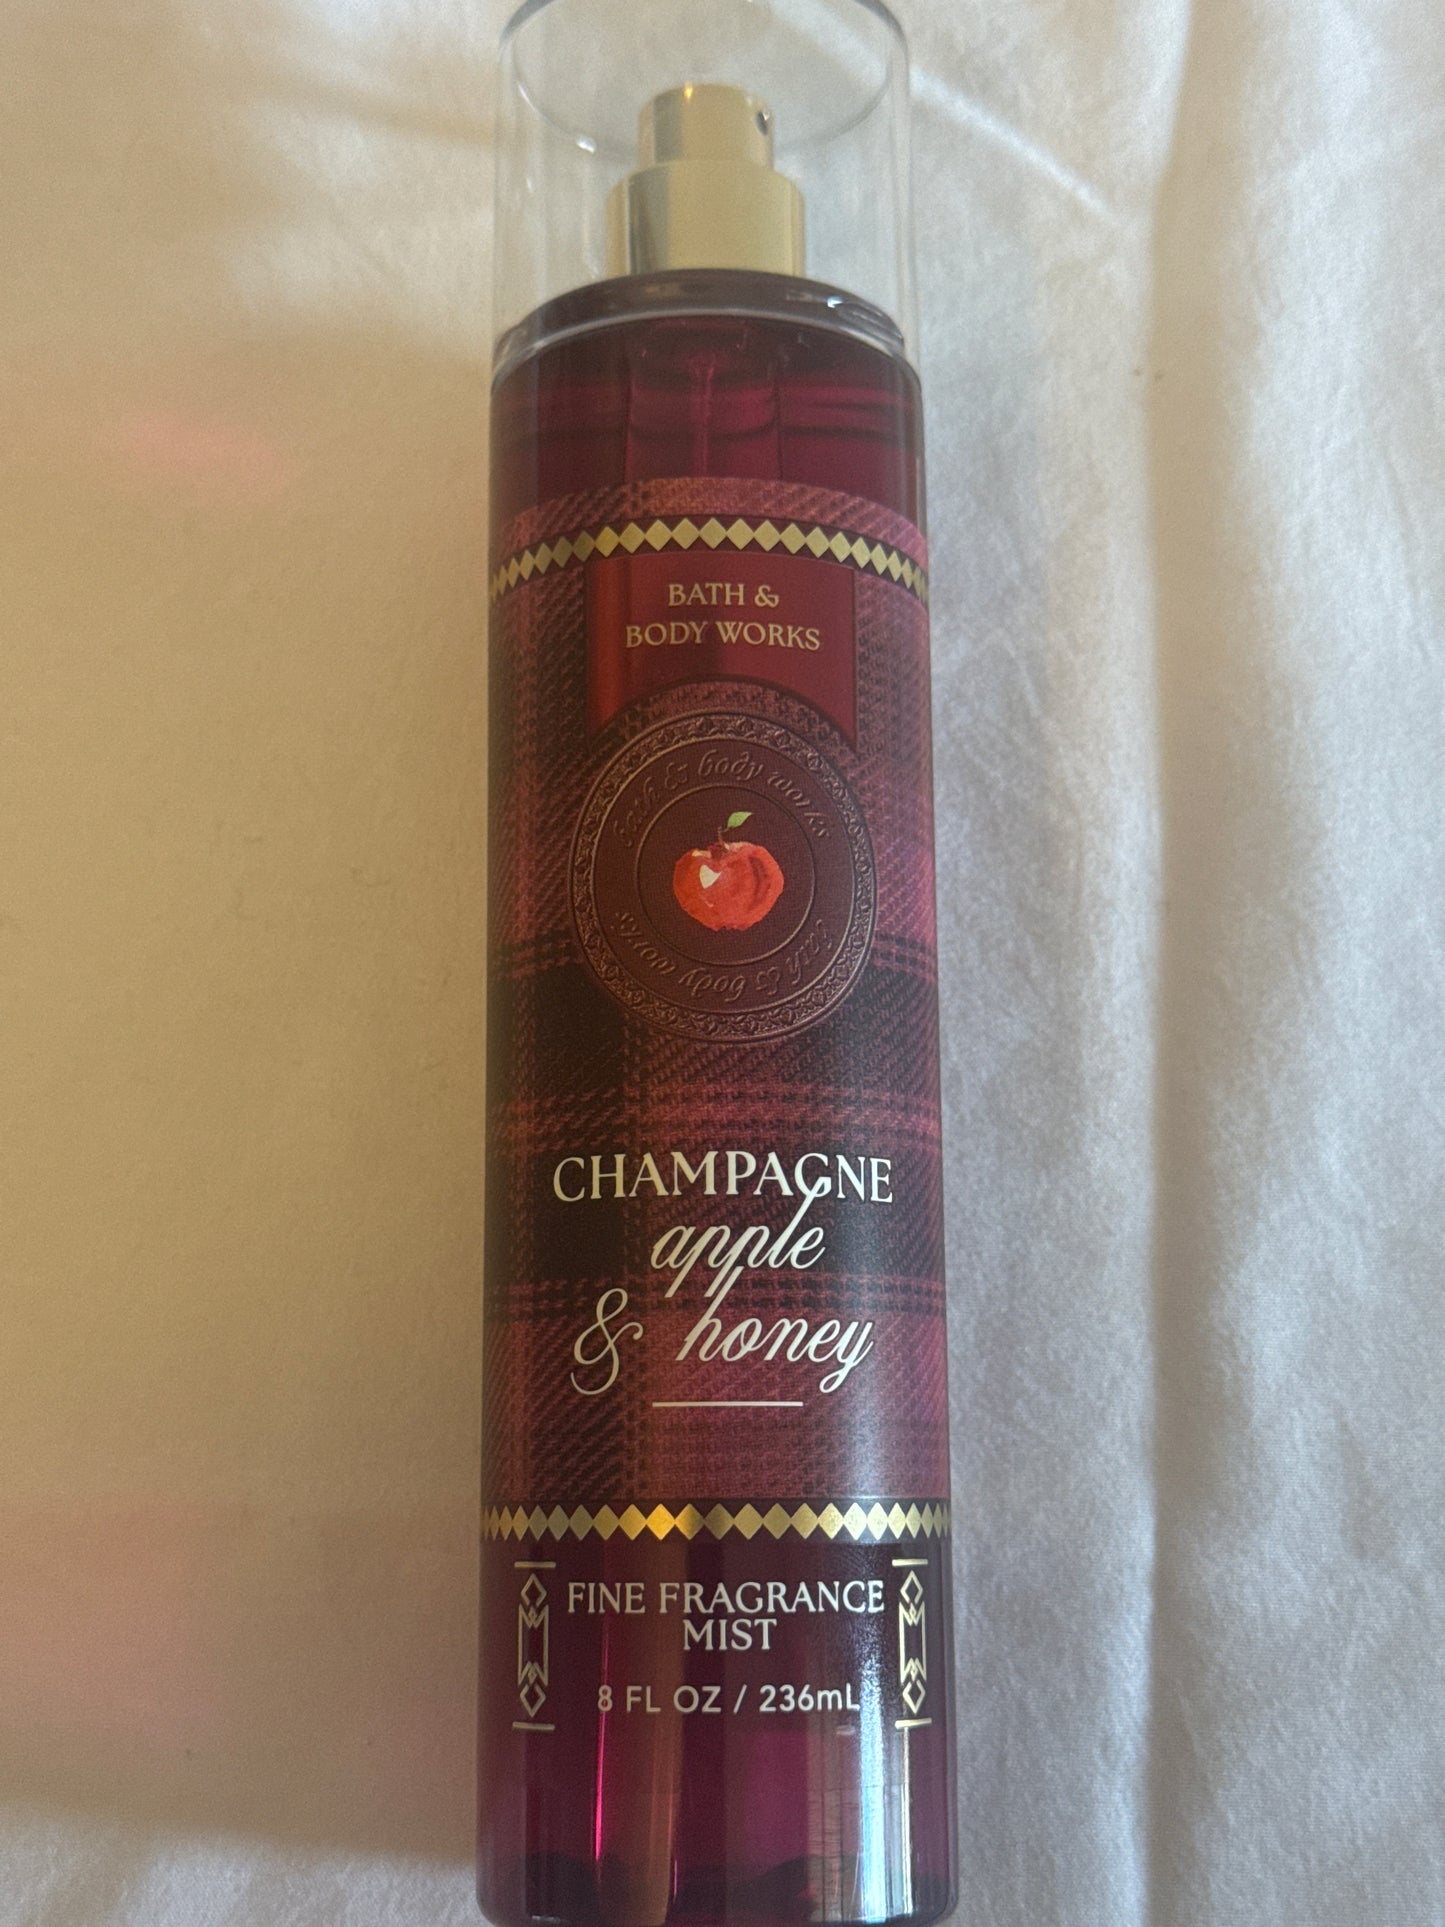 BATH &
BODY WORKS
bath & body works
bath & body works
CHAMPAGNE
apple
& honey
FINE FRAGRANCE
MIST
8 FL OZ / 236mL